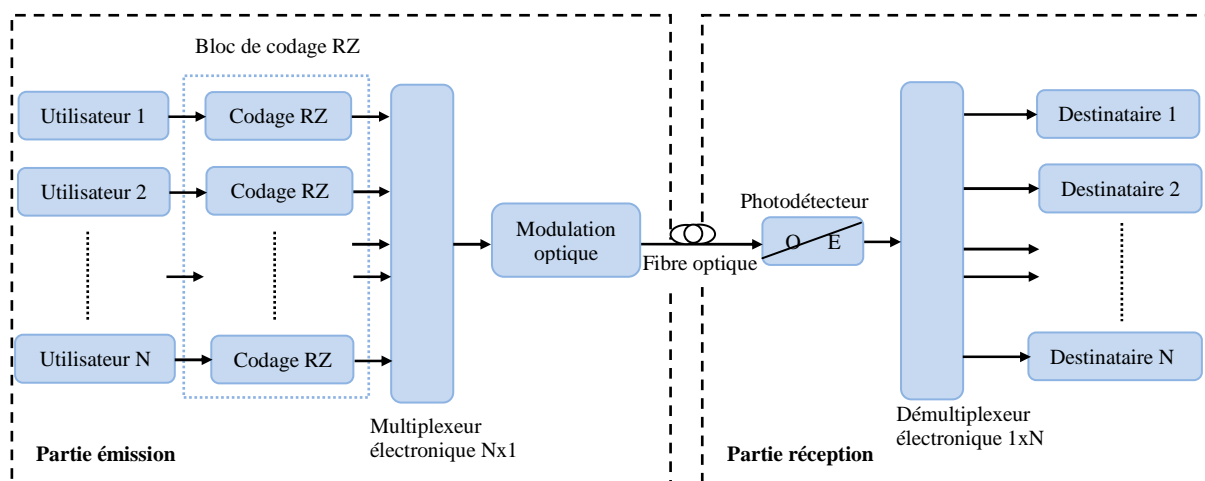 Bloc de codage RZ
Utilisateur 1
Codage RZ
Destinataire 1
Utilisateur 2
Codage RZ
Destinataire 2
Photodétecteur
Modulation
optique
O E
Fibre optique
Utilisateur N
Codage RZ
Destinataire N
Multiplexeur
électronique Nx1
Démultiplexeur
électronique 1xN
Partie émission
Partie réception